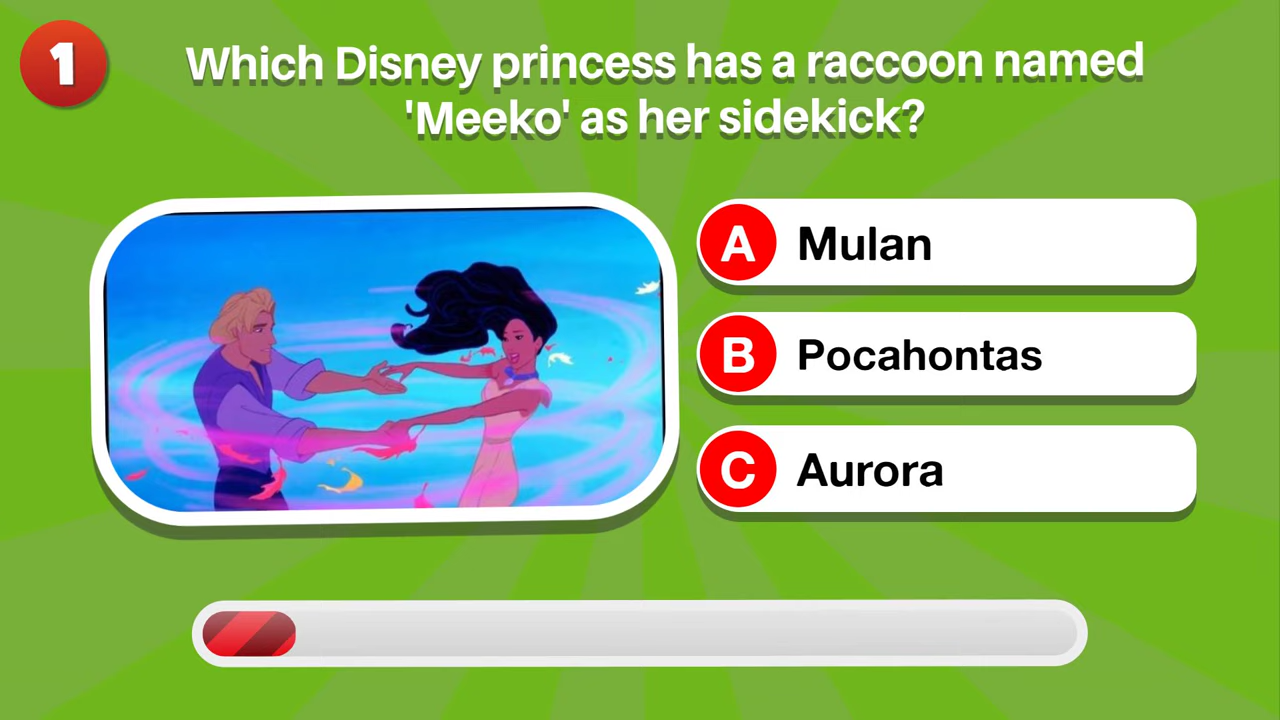 1
Which Disney princess has a raccoon named
'Meeko' as her sidekick?
A Mulan
B Pocahontas
C Aurora